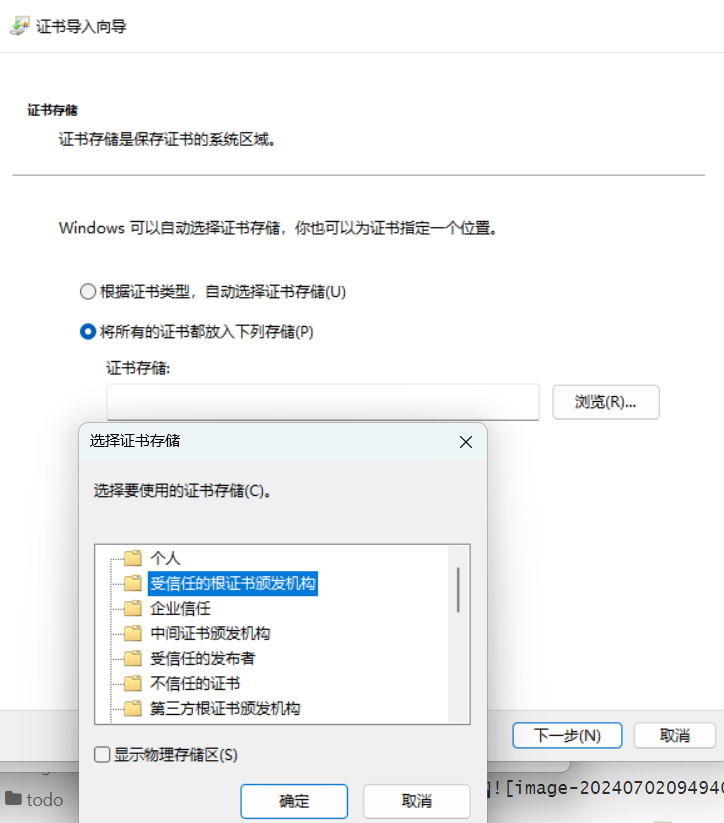 证书导入向导
证书存储
证书存储是保存证书的系统区域。
Windows 可以自动选择证书存储，你也可以为证书指定一个位置。
根据证书类型，自动选择证书存储(U)
将所有的证书都放入下列存储(P)
证书存储:
浏览(R)...
选择证书存储
选择要使用的证书存储(C)。
个人
受信任的根证书颁发机构
企业信任
中间证书颁发机构
受信任的发布者
不信任的证书
第三方根证书颁发机构
显示物理存储区(S)
确定
取消
下一步(N)
取消
todo
![image-2024070209494